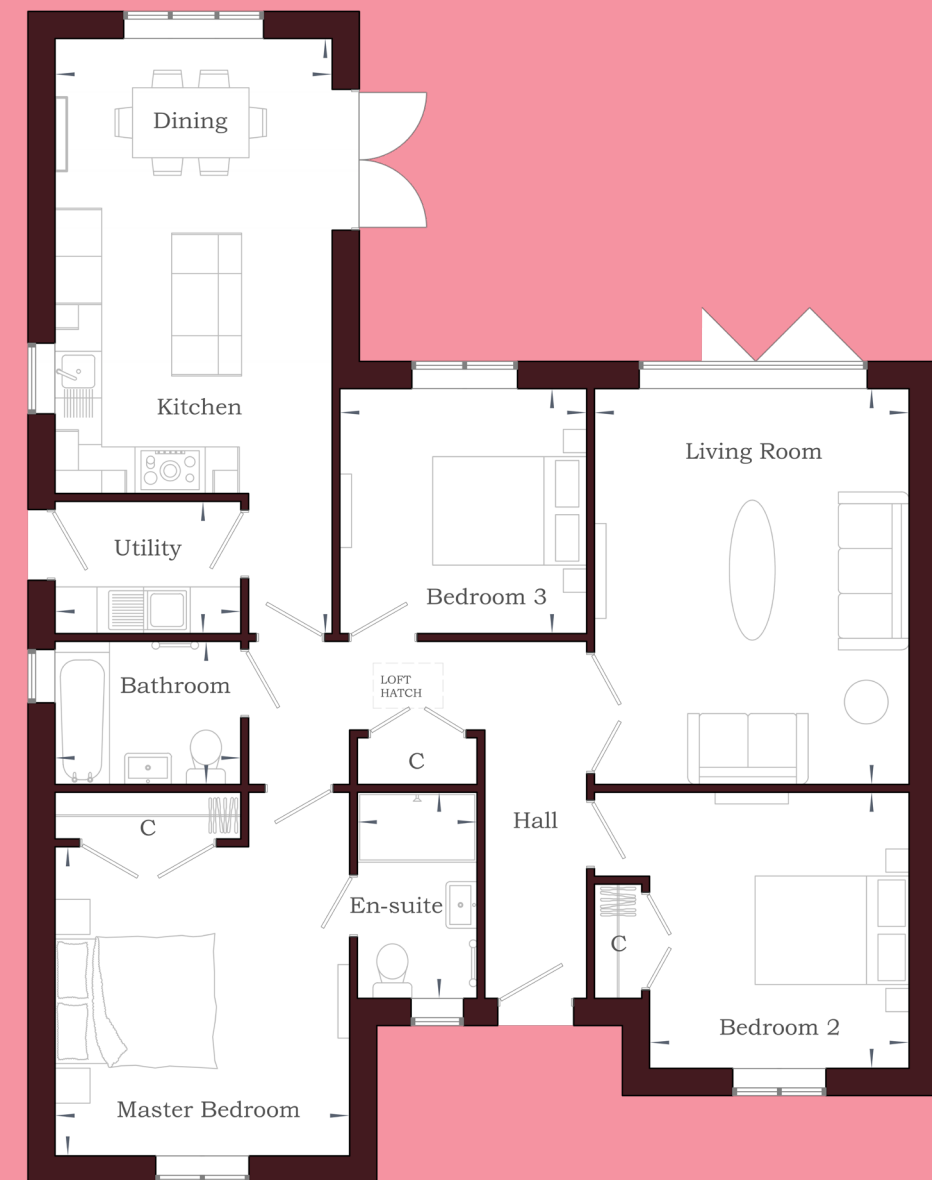 Dining
Kitchen
Living Room
Utility
Bedroom 3
Bathroom
LOFT
HATCH
C
Hall
C
En-suite
C
Bedroom 2
Master Bedroom